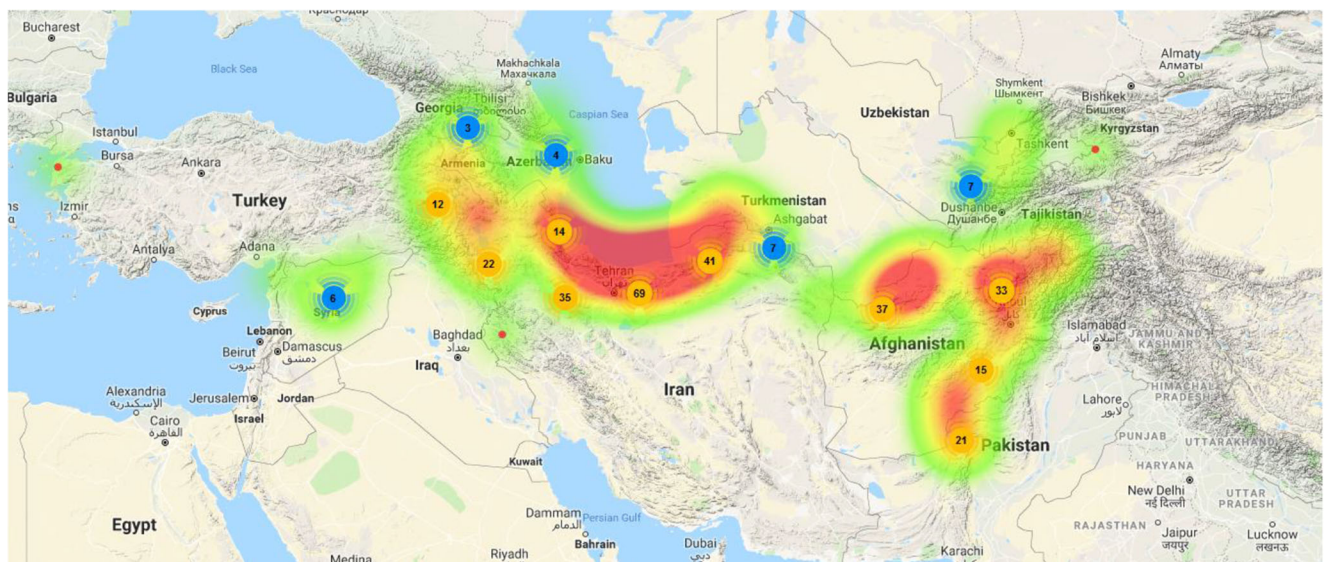 Краснодар
Bucharest
Almaty
Алматы
Makhachkala
Махачкала
Black Sea
Shymkent
Шымкент
Bishkek
Бишкек
Bulgaria
Georgia
Tbilisi
თბილისი
Caspian Sea
Uzbekistan
Istanbul
3
Kyrgyzstan
Bursa
Ankara
Armenia
Azerbaijan
4
Baku
Tashkent
7
Turkey
12
Turkmenistan
Dushanbe
Душанбе
Tajikistan
Izmir
Ashgabat
14
7
Antalya
Adana
22
Tehran
تهران
41
33
6
35
69
37
Cyprus
Syria
Lebanon
Baghdad
بغداد
Afghanistan
Islamabad
اسلام آباد
JAMMU AND
KASHMIR
Beirut
بيروت
Damascus
دمشق
Iraq
15
Alexandria
الإسكندرية
Jerusalem
Jordan
Iran
HIMACHAL
PRADESH
Lahore
لاہور
Israel
Cairo
القاهرة
21
Pakistan
PUNJAB
UTTARAKHAND
Kuwait
HARYANA
New Delhi
नई दिल्ली
UTTAR
PRADESH
Egypt
Dammam
الدمام
Persian Gulf
RAJASTHAN
Jaipur
जयपुर
Lucknow
लखनऊ
Bahrain
Dubai
دبي
Medina
Riyadh
Karachi